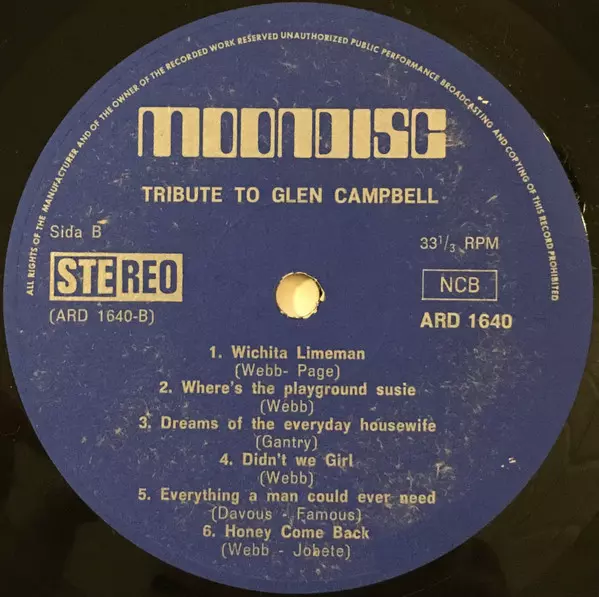 ALL RIGHTS OF THE MANUFACTURER AND OF THE OWNER OF THE RECORDED WORK RESERVED UNAUTHORIZED PUBLIC PERFORMANCE BROADCASTING AND COPYING OF THIS RECORD PROHIBITED
MOONDISC
TRIBUTE TO GLEN CAMPBELL
Sida B
33 1/3 RPM
STEREO
NCB
(ARD 1640-B)
ARD 1640
1. Wichita Limeman
(Webb- Page)
2. Where's the playground susie
(Webb)
3. Dreams of the everyday housewife
(Gantry)
4. Didn't we Girl
(Webb)
5. Everything a man could ever need
(Davous - Famous)
6. Honey Come Back
(Webb - Jobete)